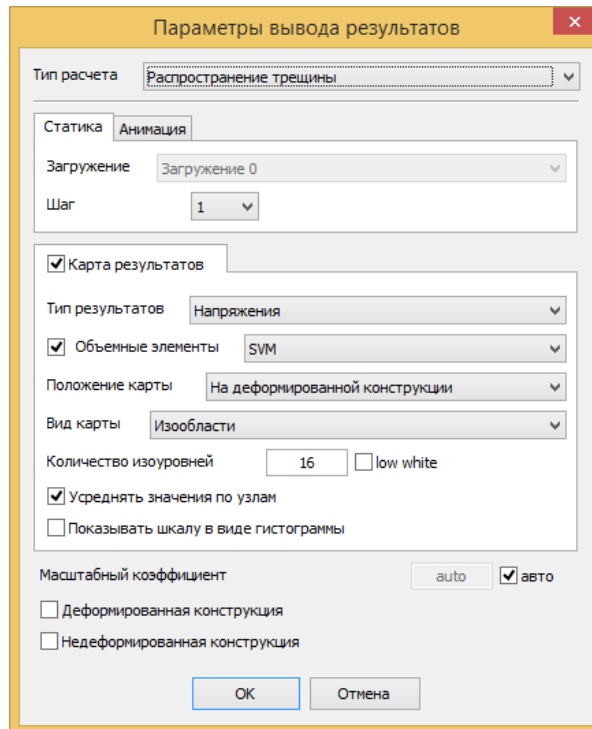 Параметры вывода результатов
Тип расчета Распространение трещины
Статика Анимация
Загружение Загружение 0
Шаг 1
Карта результатов
Тип результатов Напряжения
Объемные элементы SVM
Положение карты На деформированной конструкции
Вид карты Изообласти
Количество изоуровней 16 low white
Усреднять значения по узлам
Показывать шкалу в виде гистограммы
Масштабный коэффициент auto авто
Деформированная конструкция
Недеформированная конструкция
OK Отмена